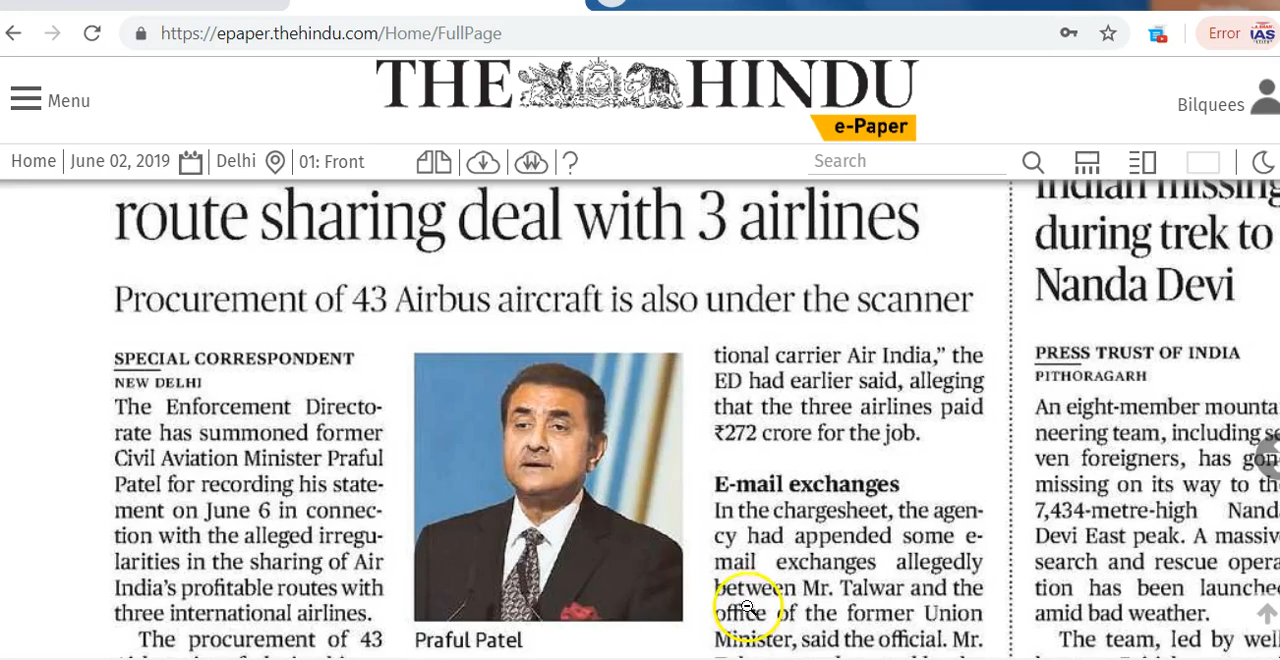 https://epaper.thehindu.com/Home/FullPage
Error
IAS
Menu
THE HINDU
e-Paper
Bilquees
Home
June 02, 2019
Delhi
01: Front
?
Search
route sharing deal with 3 airlines
Procurement of 43 Airbus aircraft is also under the scanner
SPECIAL CORRESPONDENT
NEW DELHI
The Enforcement Directo-
rate has summoned former
Civil Aviation Minister Praful
Patel for recording his state-
ment on June 6 in connec-
tion with the alleged irregu-
larities in the sharing of Air
India's profitable routes with
three international airlines.
The procurement of 43
Praful Patel
tional carrier Air India,” the
ED had earlier said, alleging
that the three airlines paid
₹272 crore for the job.
E-mail exchanges
In the chargesheet, the agen-
cy had appended some e-
mail exchanges allegedly
between Mr. Talwar and the
office of the former Union
Minister, said the official. Mr.
Indian missing
during trek to
Nanda Devi
PRESS TRUST OF INDIA
PITHORAGARH
An eight-member mounta
neering team, including se
ven foreigners, has gon
missing on its way to th
7,434-metre-high Nand
Devi East peak. A massiv
search and rescue opera
tion has been launche
amid bad weather.
The team, led by well